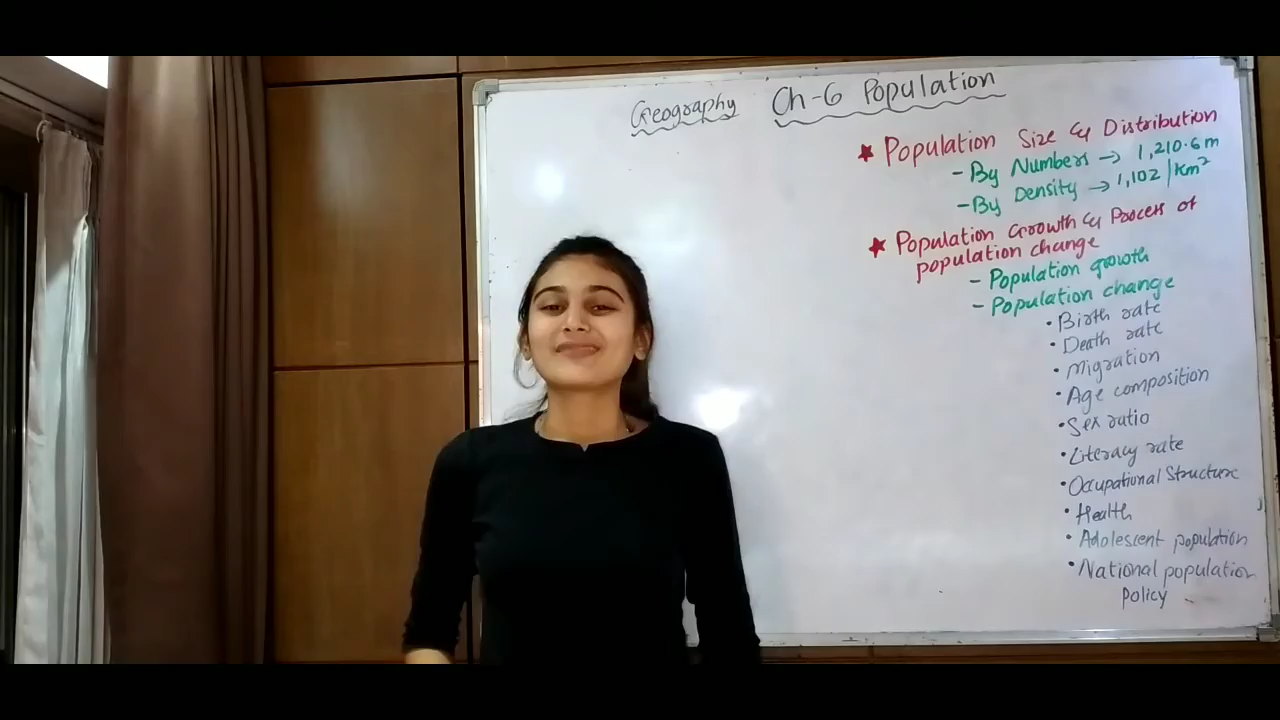 Geography Ch-6 Population
★ Population Size & Distribution
- By Numbers → 1,210.6 m
- By Density → 1,102 / km²
★ Population Growth & Process of
population change
- Population growth
- Population change
• Birth rate
• Death rate
• Migration
• Age composition
• Sex ratio
• Literacy rate
• Occupational Structure
• Health
• Adolescent population
• National population
Policy